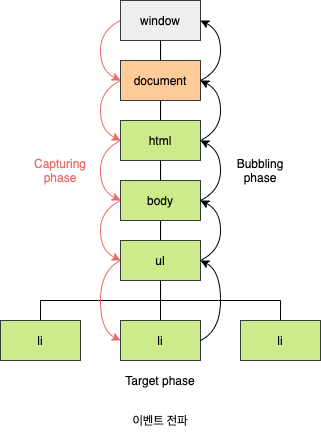 window
document
html
Capturing
phase
Bubbling
phase
body
ul
li
li
li
Target phase
이벤트 전파